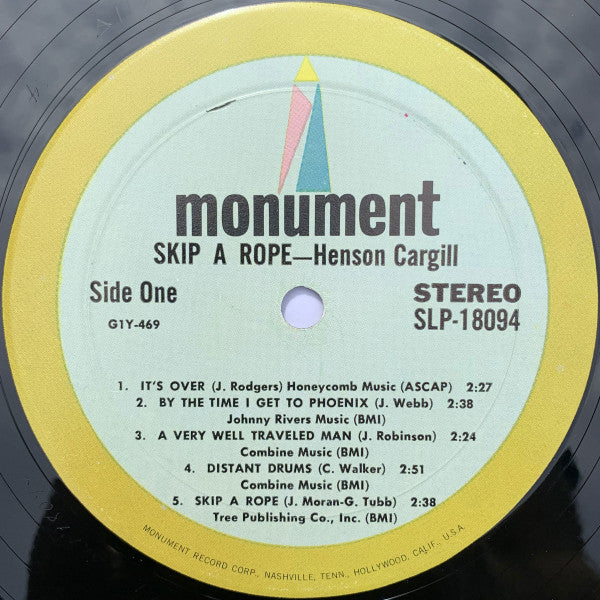 monument
SKIP A ROPE—Henson Cargill
Side One
STEREO
G1Y-469
SLP-18094
1. IT'S OVER (J. Rodgers) Honeycomb Music (ASCAP) 2:27
2. BY THE TIME I GET TO PHOENIX (J. Webb) 2:38
Johnny Rivers Music (BMI)
3. A VERY WELL TRAVELED MAN (J. Robinson) 2:24
Combine Music (BMI)
4. DISTANT DRUMS (C. Walker) 2:51
Combine Music (BMI)
5. SKIP A ROPE (J. Moran-G. Tubb) 2:38
Tree Publishing Co., Inc. (BMI)
MONUMENT RECORD CORP., NASHVILLE, TENN., HOLLYWOOD, CALIF., U.S.A.